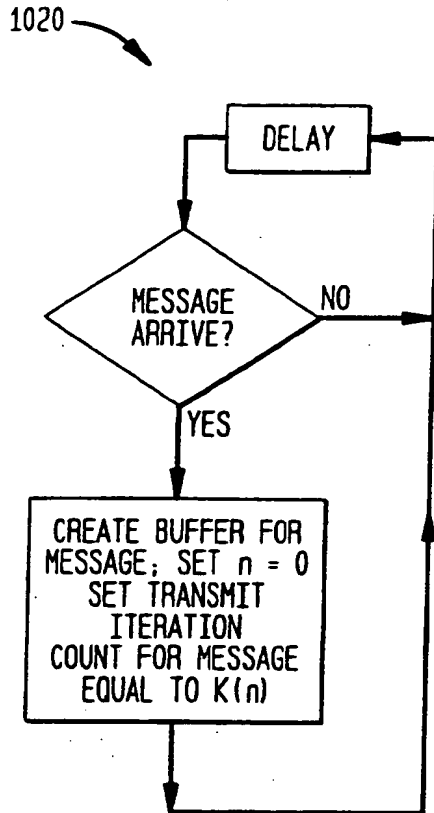 1020
DELAY
MESSAGE
ARRIVE?
NO
YES
CREATE BUFFER FOR
MESSAGE; SET n = 0
SET TRANSMIT
ITERATION
COUNT FOR MESSAGE
EQUAL TO K(n)